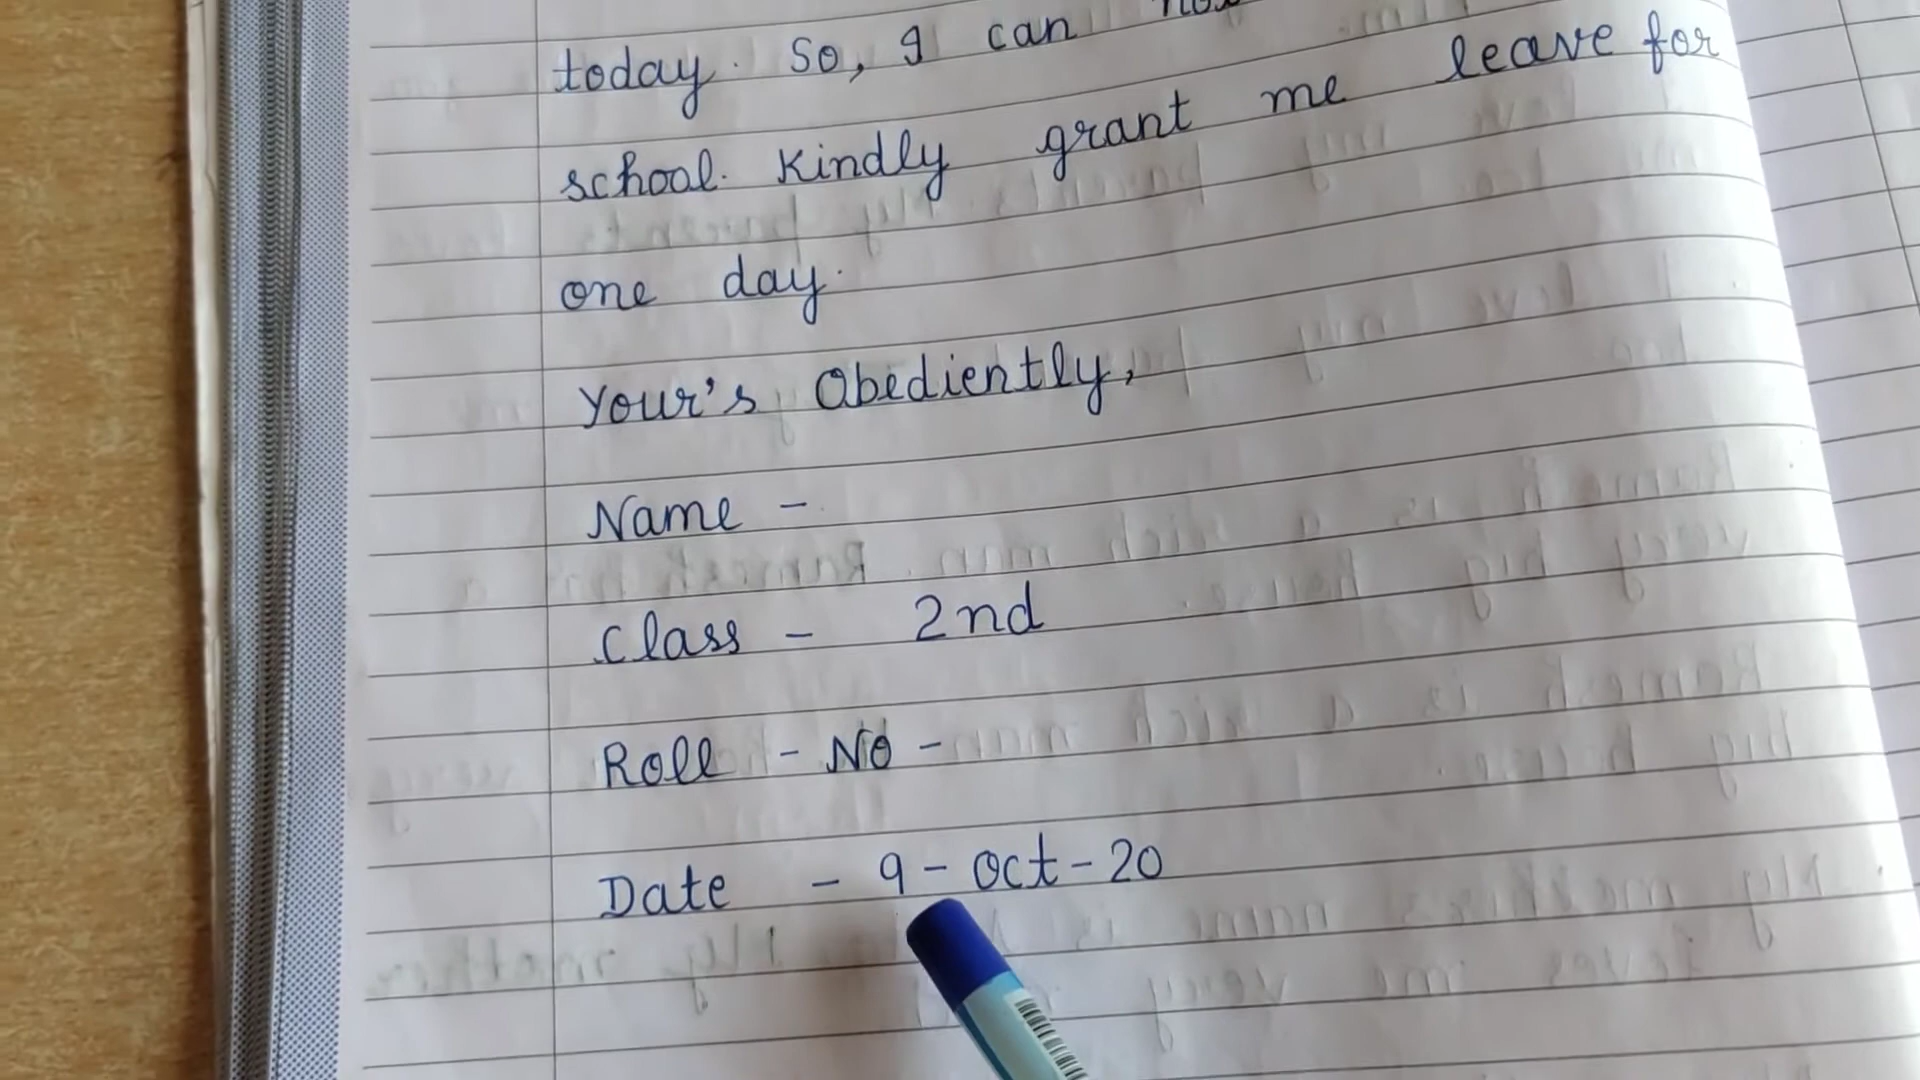 today. So, I can
school. Kindly grant me leave for
one day.
Your's Obediently,
Name -
Class - 2nd
Roll - No -
Date - 9 - Oct - 20